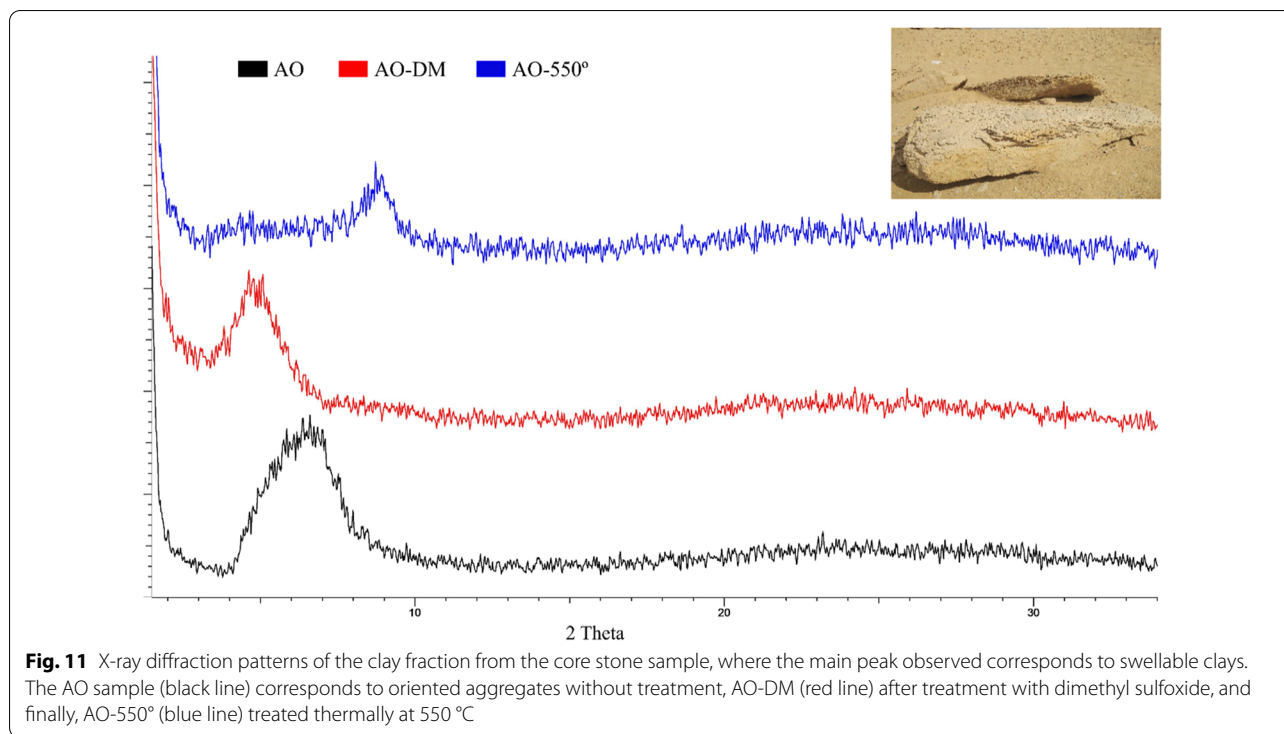 AO AO-DM AO-550º
10 20 30
2 Theta
Fig. 11 X-ray diffraction patterns of the clay fraction from the core stone sample, where the main peak observed corresponds to swellable clays.
The AO sample (black line) corresponds to oriented aggregates without treatment, AO-DM (red line) after treatment with dimethyl sulfoxide, and
finally, AO-550° (blue line) treated thermally at 550 °C